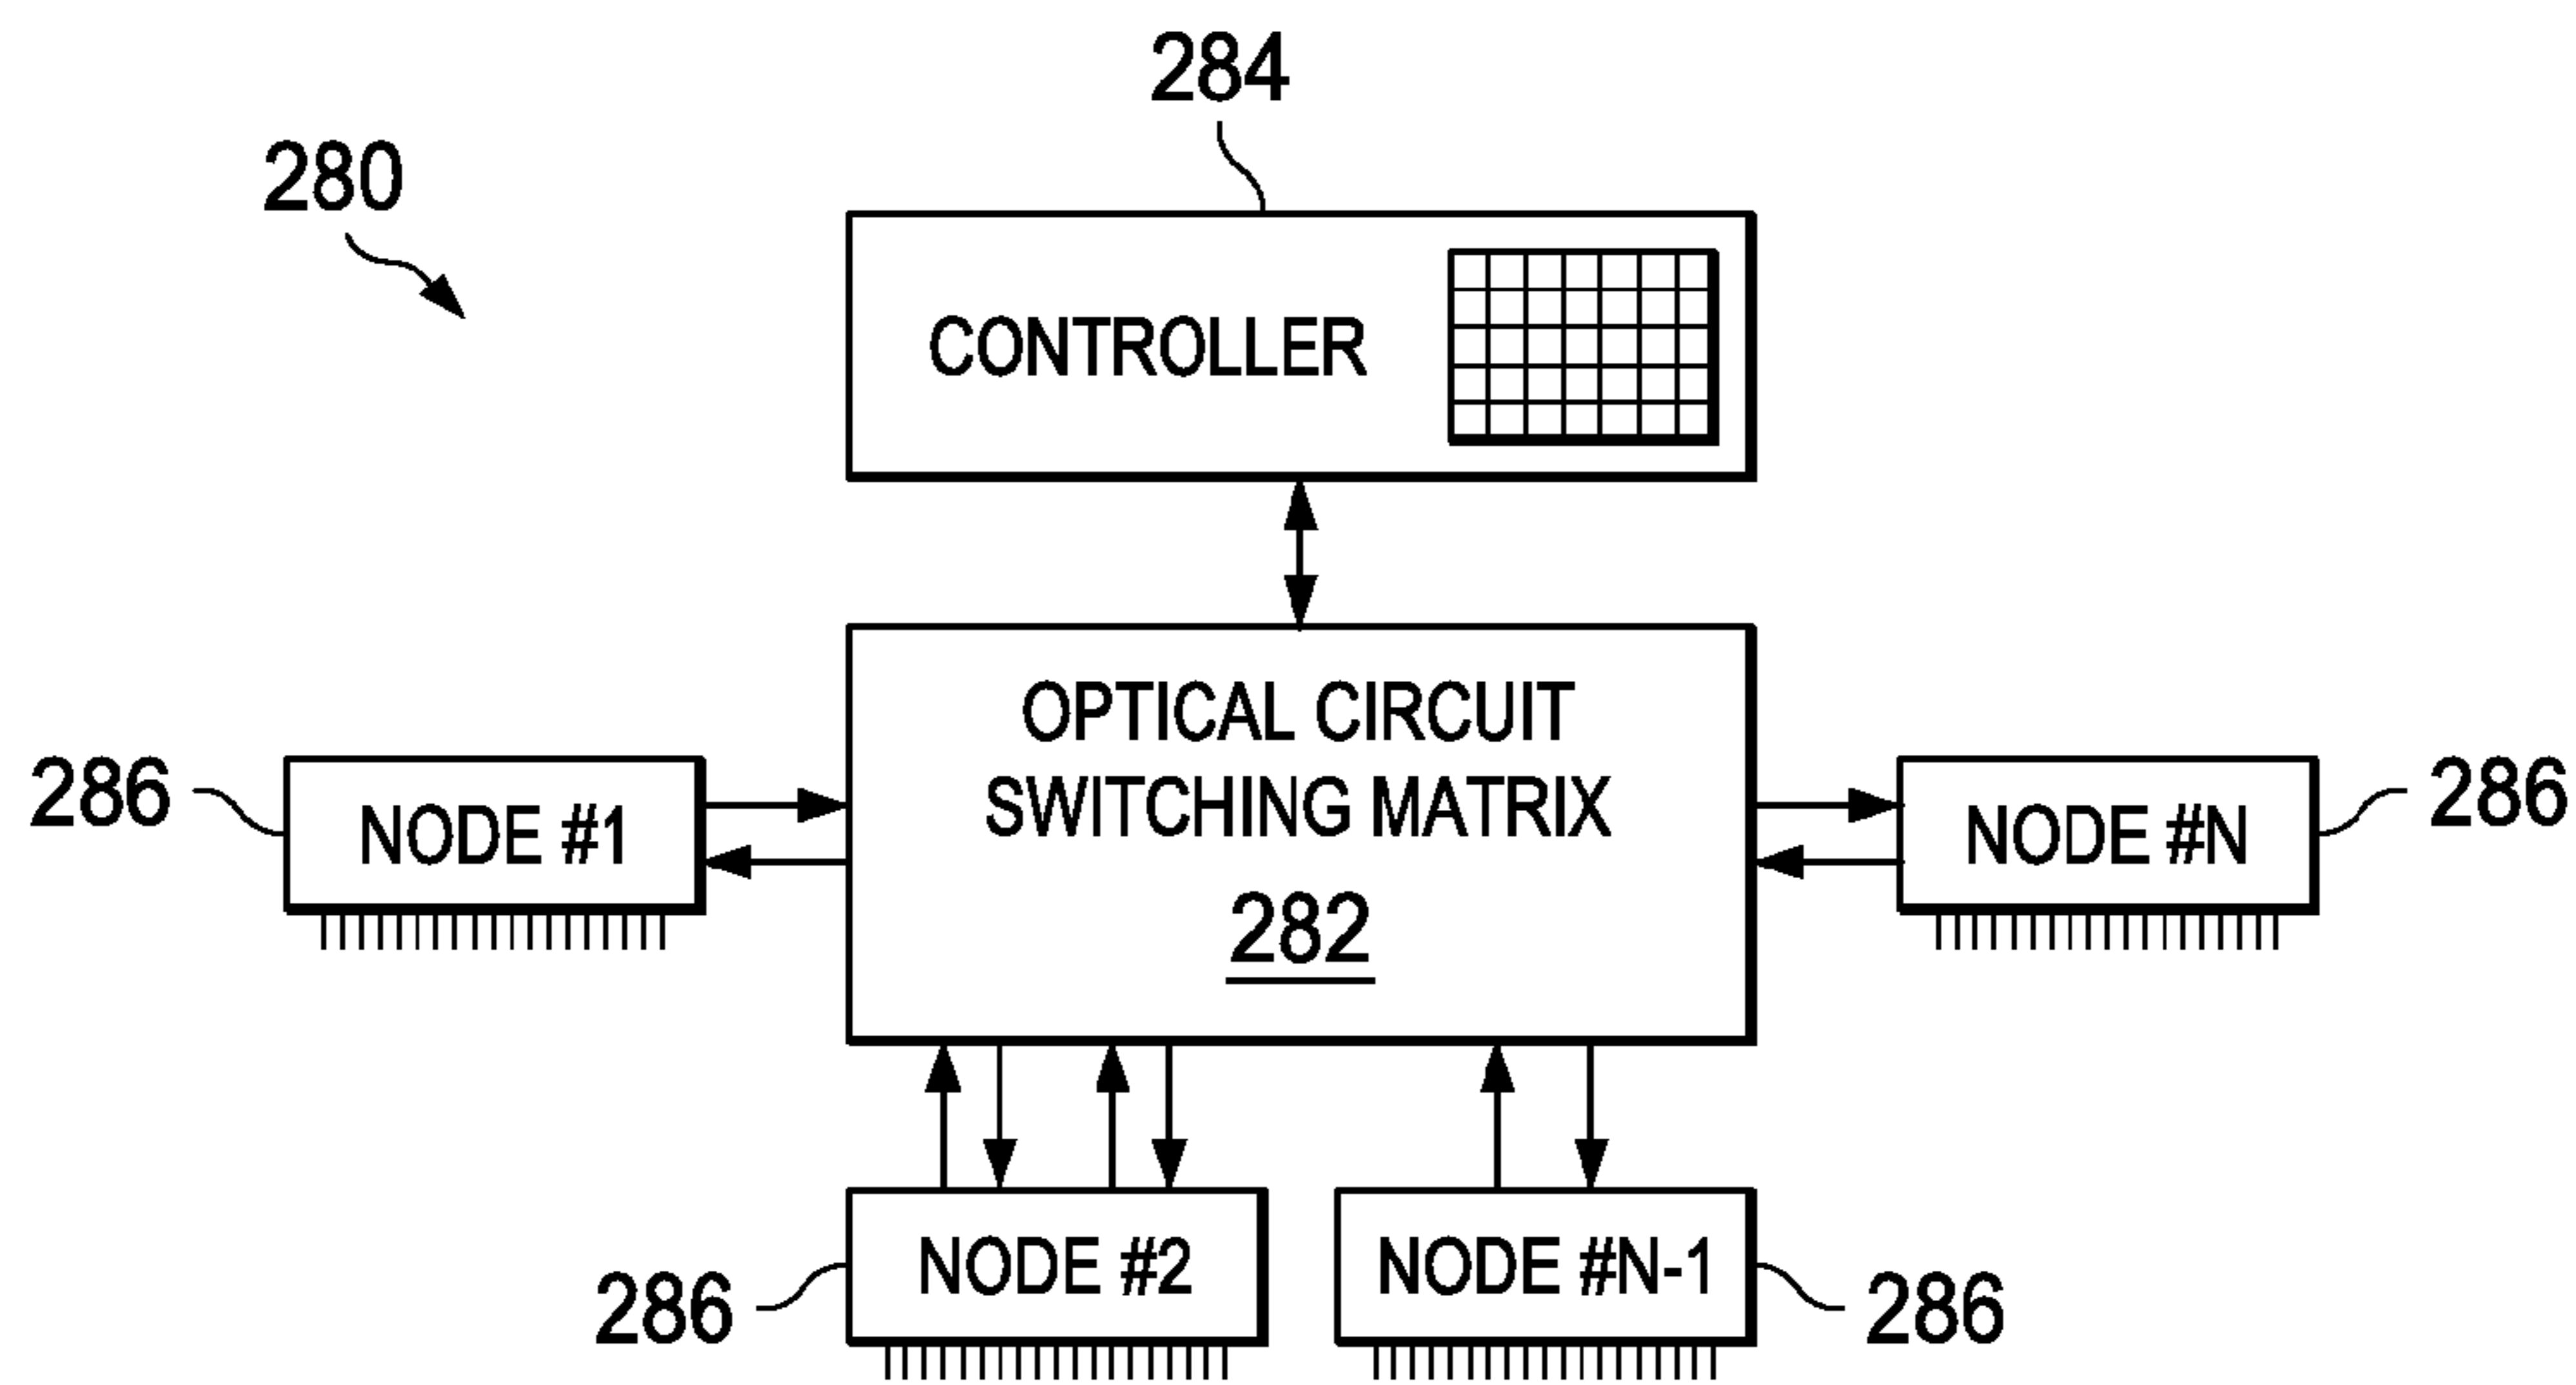 284
280
CONTROLLER
OPTICAL CIRCUIT
SWITCHING MATRIX
282
286
NODE #1
NODE #N
286
286
NODE #2
NODE #N-1
286